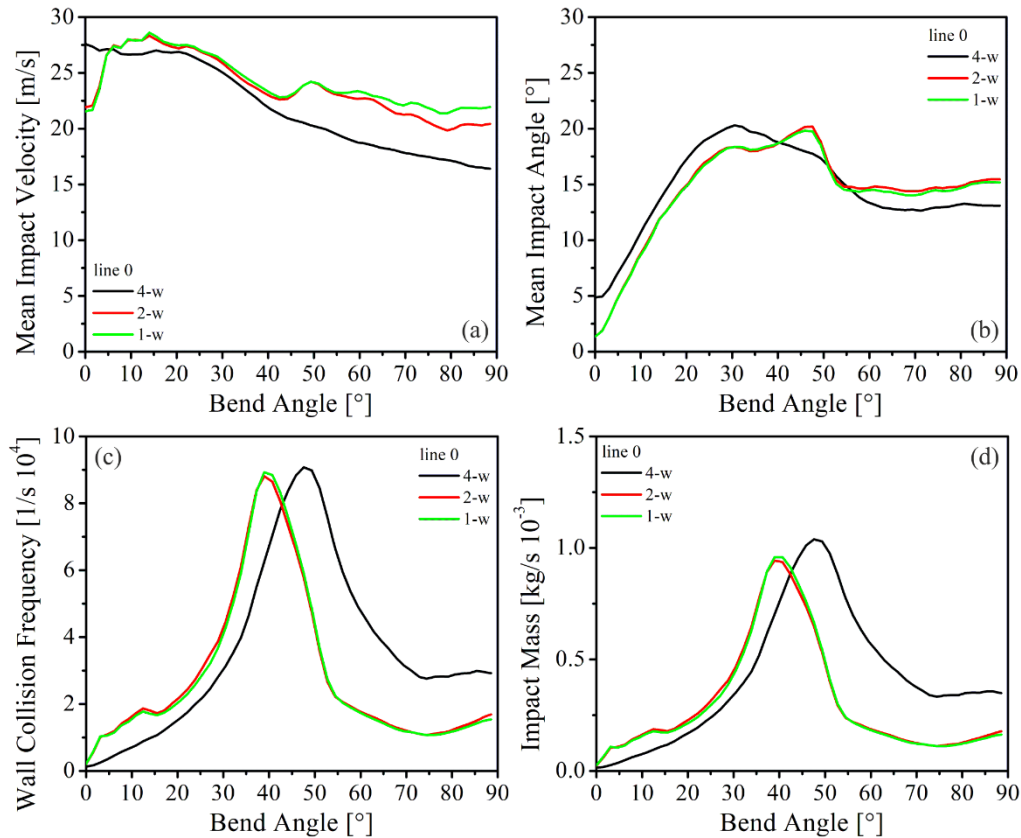 30
25
20
15
10
5
0
Mean Impact Velocity [m/s]
line 0
4-w
2-w
1-w
(a)
0 10 20 30 40 50 60 70 80 90
Bend Angle [°]
30
25
20
15
10
5
0
Mean Impact Angle [°]
line 0
4-w
2-w
1-w
(b)
0 10 20 30 40 50 60 70 80 90
Bend Angle [°]
10
8
6
4
2
0
Wall Collision Frequency [1/s 10⁴]
(c)
line 0
4-w
2-w
1-w
0 10 20 30 40 50 60 70 80 90
Bend Angle [°]
1.5
1.0
0.5
0.0
Impact Mass [kg/s 10⁻³]
line 0
4-w
2-w
1-w
(d)
0 10 20 30 40 50 60 70 80 90
Bend Angle [°]